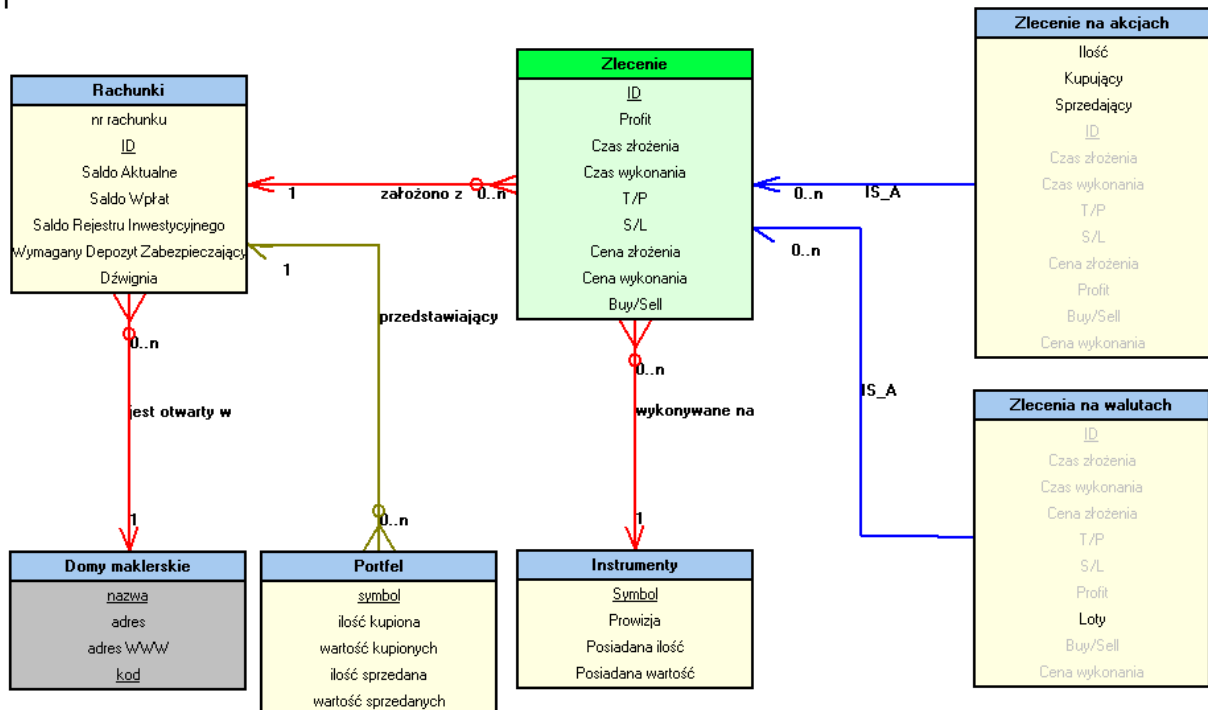 Zlecenie na akcjach
Ilość
Kupujący
Sprzedający
ID
Czas złożenia
Czas wykonania
T/P
S/L
Cena złożenia
Profit
Buy/Sell
Cena wykonania
Zlecenie
ID
Profit
Czas złożenia
Czas wykonania
T/P
S/L
Cena złożenia
Cena wykonania
Buy/Sell
Rachunki
nr rachunku
ID
Saldo Aktualne
Saldo Wpłat
Saldo Rejestru Inwestycyjnego
Wymagany Depozyt Zabezpieczający
Dźwignia
1
założono z
0..n
0..n
IS_A
0..n
1
przedstawiający
0..n
0..n
jest otwarty w
wykonywane na
IS_A
1
0..n
1
Zlecenia na walutach
ID
Czas złożenia
Czas wykonania
Cena złożenia
T/P
S/L
Profit
Loty
Buy/Sell
Cena wykonania
Domy maklerskie
nazwa
adres
adres WWW
kod
Portfel
symbol
ilość kupiona
wartość kupionych
ilość sprzedana
wartość sprzedanych
Instrumenty
Symbol
Prowizja
Posiadana ilość
Posiadana wartość